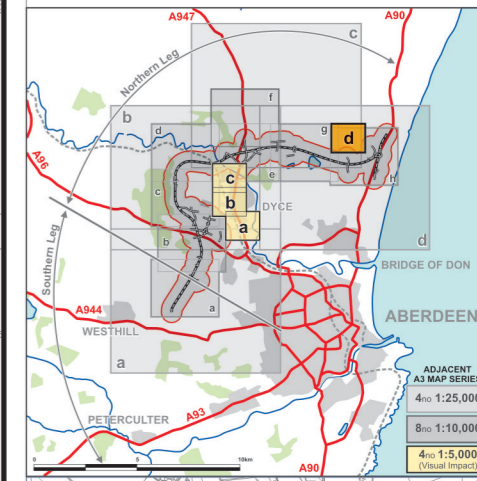 A947
A90
Northern Leg
c
f
b
d
g
d
A96
c
e
h
c
DYCE
b
a
d
b
Southern Leg
BRIDGE OF DON
A944
a
ABERDEEN
WESTHILL
a
ADJACENT
A3 MAP SERIES
4no 1:25,000
A93
8no 1:10,000
PETERCULTER
4no 1:5,000
(Visual Impact)
0 5 10km
A90